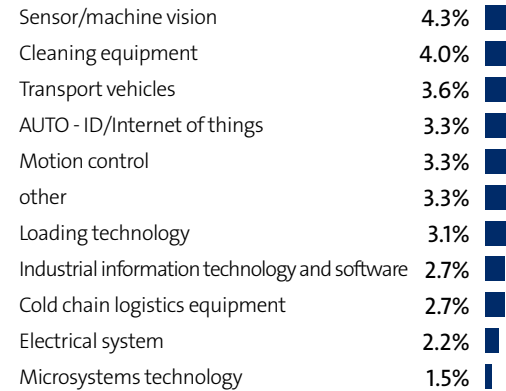 Sensor/machine vision 4.3%
Cleaning equipment 4.0%
Transport vehicles 3.6%
AUTO - ID/Internet of things 3.3%
Motion control 3.3%
other 3.3%
Loading technology 3.1%
Industrial information technology and software 2.7%
Cold chain logistics equipment 2.7%
Electrical system 2.2%
Microsystems technology 1.5%